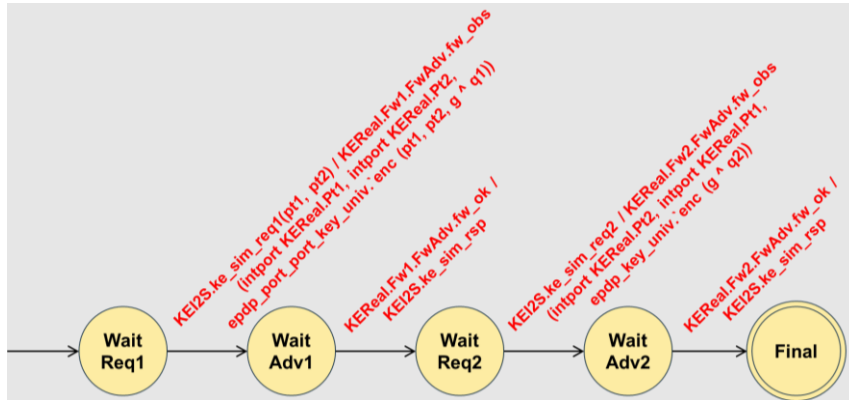 KEI2S.ke_sim_req1(pt1, pt2) / KEReal.Fw1.FwAdv.fw_obs
(intport KEReal.Pt1, intport KEReal.Pt2,
epdp_port_port_key_univ.`enc (pt1, pt2, g ^ q1))
KEReal.Fw1.FwAdv.fw_ok /
KEI2S.ke_sim_rsp
KEI2S.ke_sim_req2 / KEReal.Fw2.FwAdv.fw_obs
(intport KEReal.Pt2, intport KEReal.Pt1,
epdp_key_univ.`enc (g ^ q2))
KEReal.Fw2.FwAdv.fw_ok /
KEI2S.ke_sim_rsp
Wait
Req1
Wait
Adv1
Wait
Req2
Wait
Adv2
Final